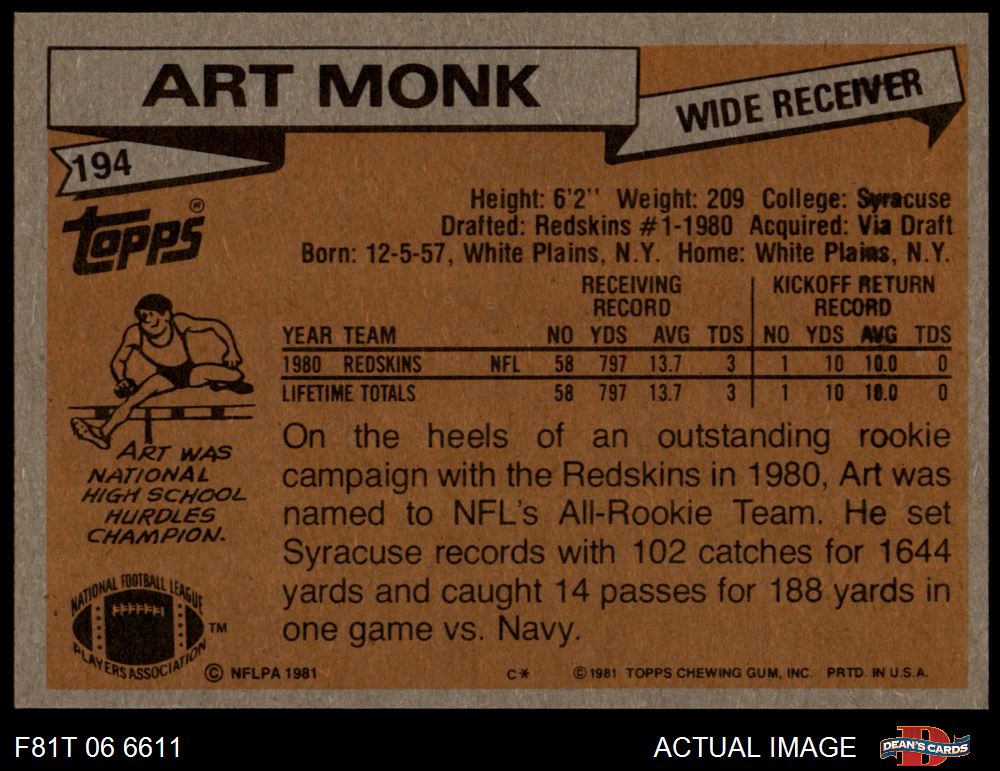 ART MONK
WIDE RECEIVER
194
TOPPS®
Height: 6'2'' Weight: 209 College: Syracuse
Drafted: Redskins #1-1980 Acquired: Via Draft
Born: 12-5-57, White Plains, N.Y. Home: White Plains, N.Y.
RECEIVING RECORD
KICKOFF RETURN RECORD
YEAR TEAM NO YDS AVG TDS NO YDS AVG TDS
1980 REDSKINS NFL 58 797 13.7 3 1 10 10.0 0
LIFETIME TOTALS 58 797 13.7 3 1 10 10.0 0
ART WAS
NATIONAL
HIGH SCHOOL
HURDLES
CHAMPION.
On the heels of an outstanding rookie
campaign with the Redskins in 1980, Art was
named to NFL's All-Rookie Team. He set
Syracuse records with 102 catches for 1644
yards and caught 14 passes for 188 yards in
one game vs. Navy.
NATIONAL FOOTBALL LEAGUE
PLAYERS ASSOCIATION
TM
© NFLPA 1981
C*
© 1981 TOPPS CHEWING GUM, INC. PRTD. IN U.S.A.
F81T 06 6611
ACTUAL IMAGE
DEAN'S CARDS